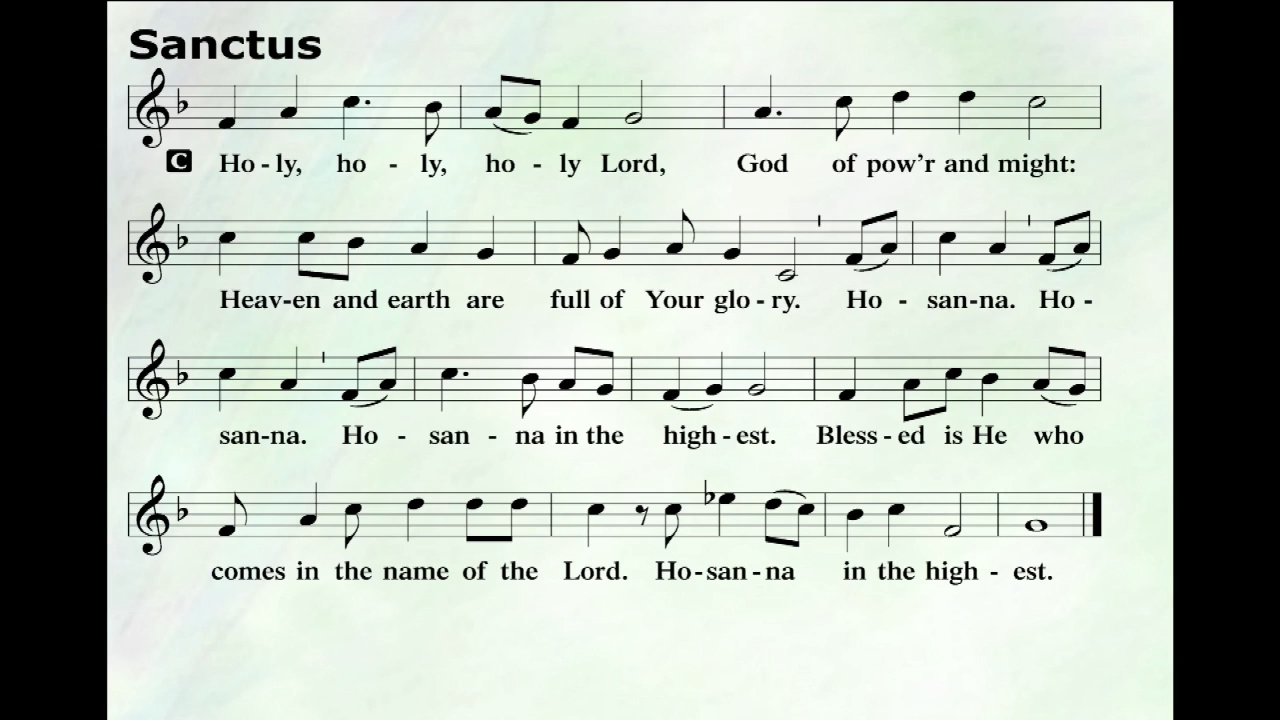 Sanctus
C Ho - ly, ho - ly, ho - ly Lord, God of pow’r and might:
Heav-en and earth are full of Your glo - ry. Ho - san-na. Ho -
san-na. Ho - san - na in the high - est. Bless - ed is He who
comes in the name of the Lord. Ho - san - na in the high - est.